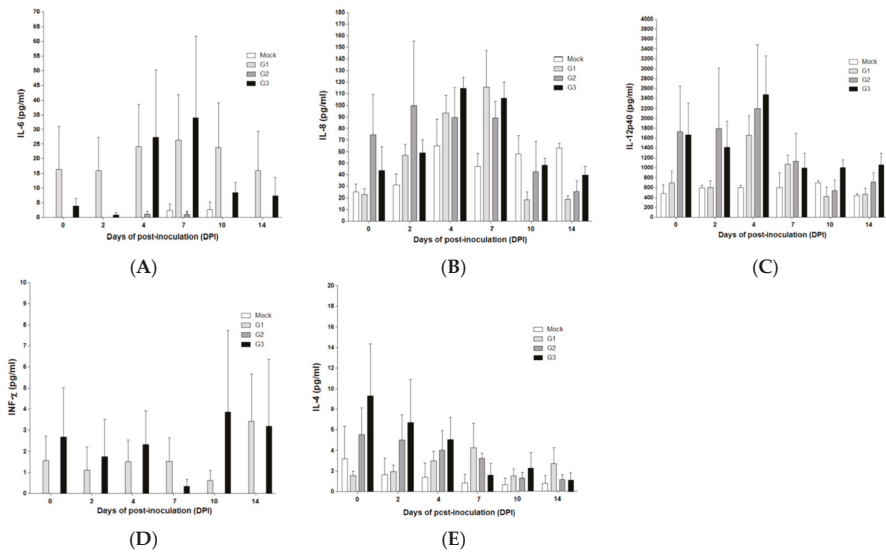 70
65
60
55
50
45
40
35
30
25
20
15
10
5
0
IL-6 (pg/ml)
Mock
G1
G2
G3
0 2 4 7 10 14
Days of post-inoculation (DPI)
(A)
180
170
160
150
140
130
120
110
100
90
80
70
60
50
40
30
20
10
0
IL-8 (pg/ml)
Mock
G1
G2
G3
0 2 4 7 10 14
Days of post-inoculation (DPI)
(B)
4000
3800
3600
3400
3200
3000
2800
2600
2400
2200
2000
1800
1600
1400
1200
1000
800
600
400
200
0
IL-12p40 (pg/ml)
Mock
G1
G2
G3
0 2 4 7 10 14
Days of post-inoculation (DPI)
(C)
10
9
8
7
6
5
4
3
2
1
0
INF-χ (pg/ml)
Mock
G1
G2
G3
0 2 4 7 10 14
Days of post-inoculation (DPI)
(D)
20
18
16
14
12
10
8
6
4
2
0
IL-4 (pg/ml)
Mock
G1
G2
G3
0 2 4 7 10 14
Days of post-inoculation (DPI)
(E)